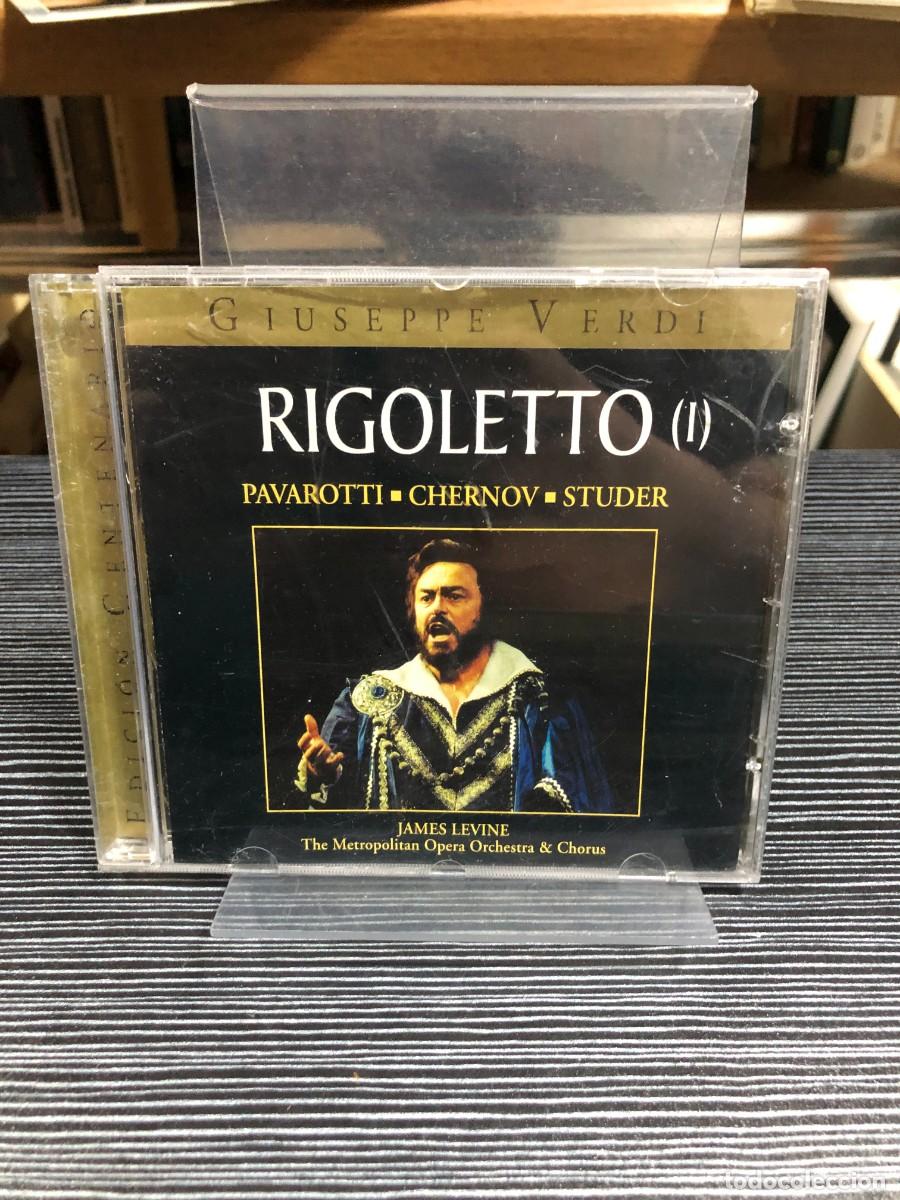 GIUSEPPE VERDI
RIGOLETTO (I)
PAVAROTTI ▪ CHERNOV ▪ STUDER
JAMES LEVINE
The Metropolitan Opera Orchestra & Chorus
EDICION CENTENARIO
todocoleccion